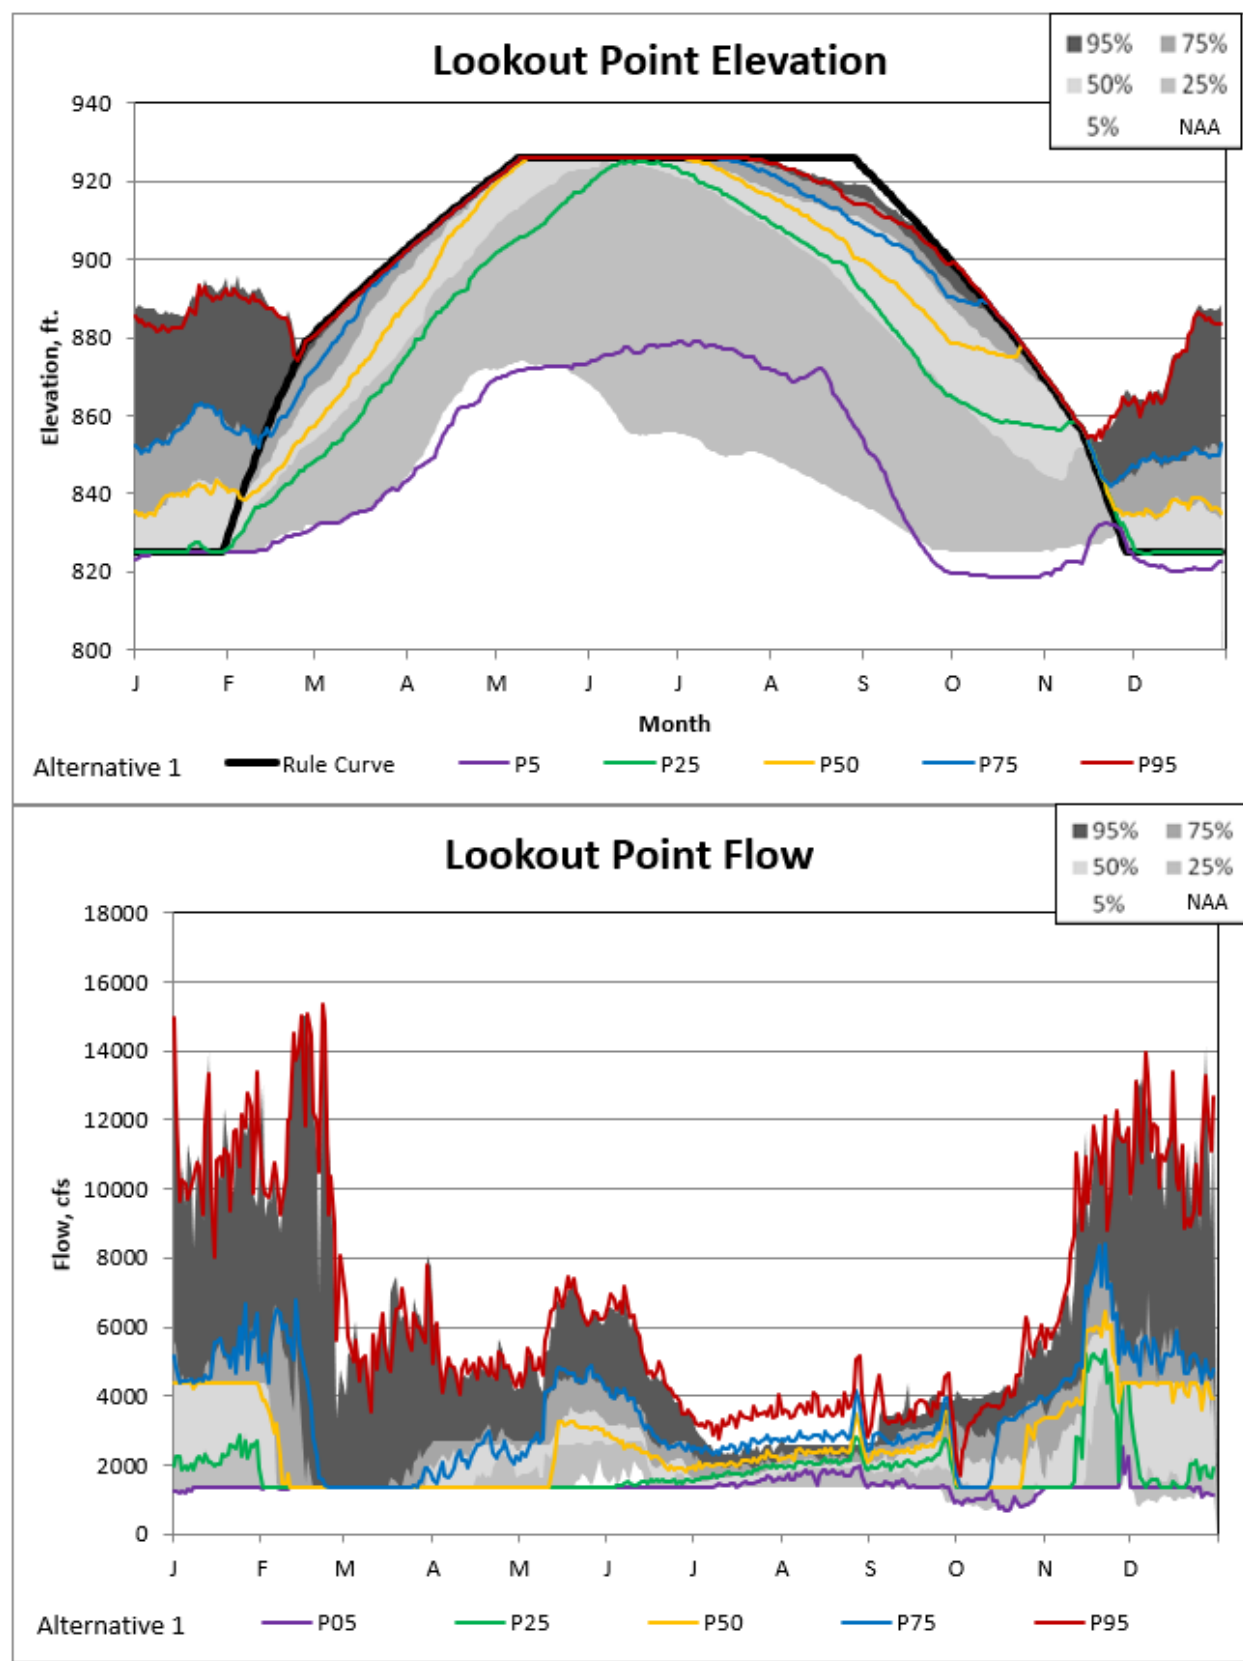 Lookout Point Elevation
95% 75%
50% 25%
5% NAA
940
920
900
880
860
840
820
800
Elevation, ft.
J F M A M J J A S O N D
Month
Alternative 1 Rule Curve P5 P25 P50 P75 P95
Lookout Point Flow
95% 75%
50% 25%
5% NAA
18000
16000
14000
12000
10000
8000
6000
4000
2000
0
Flow, cfs
J F M A M J J A S O N D
Alternative 1 P05 P25 P50 P75 P95